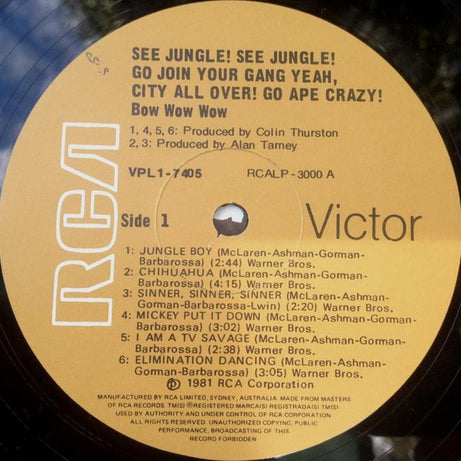 SEE JUNGLE! SEE JUNGLE!
GO JOIN YOUR GANG YEAH,
CITY ALL OVER! GO APE CRAZY!
Bow Wow Wow
1, 4, 5, 6: Produced by Colin Thurston
2, 3: Produced by Alan Tarney
VPL1-7405 RCALP-3000 A
RCA
Side 1
Victor
1: JUNGLE BOY (McLaren-Ashman-Gorman-
Barbarossa) (2:44) Warner Bros.
2: CHIHUAHUA (McLaren-Ashman-Gorman-
Barbarossa) (4:15) Warner Bros.
3: SINNER, SINNER, SINNER (McLaren-Ashman-
Gorman-Barbarossa-Lwin) (2:20) Warner Bros.
4: MICKEY PUT IT DOWN (McLaren-Ashman-Gorman-
Barbarossa) (3:02) Warner Bros.
5: I AM A TV SAVAGE (McLaren-Ashman-Gorman-
Barbarossa) (2:38) Warner Bros.
6: ELIMINATION DANCING (McLaren-Ashman-
Gorman-Barbarossa) (3:05) Warner Bros.
Ⓟ 1981 RCA Corporation
MANUFACTURED BY RCA LIMITED, SYDNEY, AUSTRALIA. MADE FROM MASTERS
OF RCA RECORDS. TM(S) ®REGISTERED MARCA(S) REGISTRADA(S) TM(S)
USED BY AUTHORITY AND UNDER CONTROL OF RCA CORPORATION
ALL RIGHTS RESERVED. UNAUTHORIZED COPYING, PUBLIC
PERFORMANCE, BROADCASTING OF THIS
RECORD FORBIDDEN